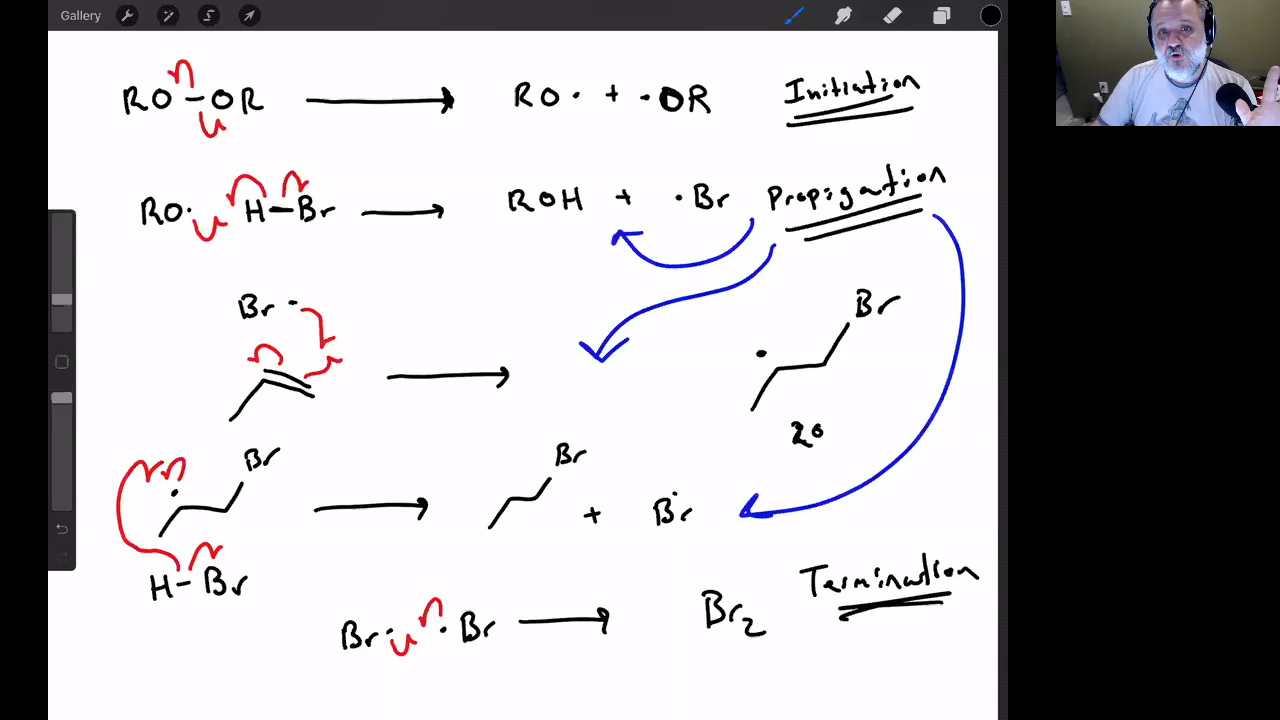 Gallery
RO-OR → RO· + ·OR Initiation
RO· H-Br → ROH + ·Br Propigation
Br·
Br
2°
Br
Br
→ + Br·
H-Br
Termination
Br· ·Br → Br2